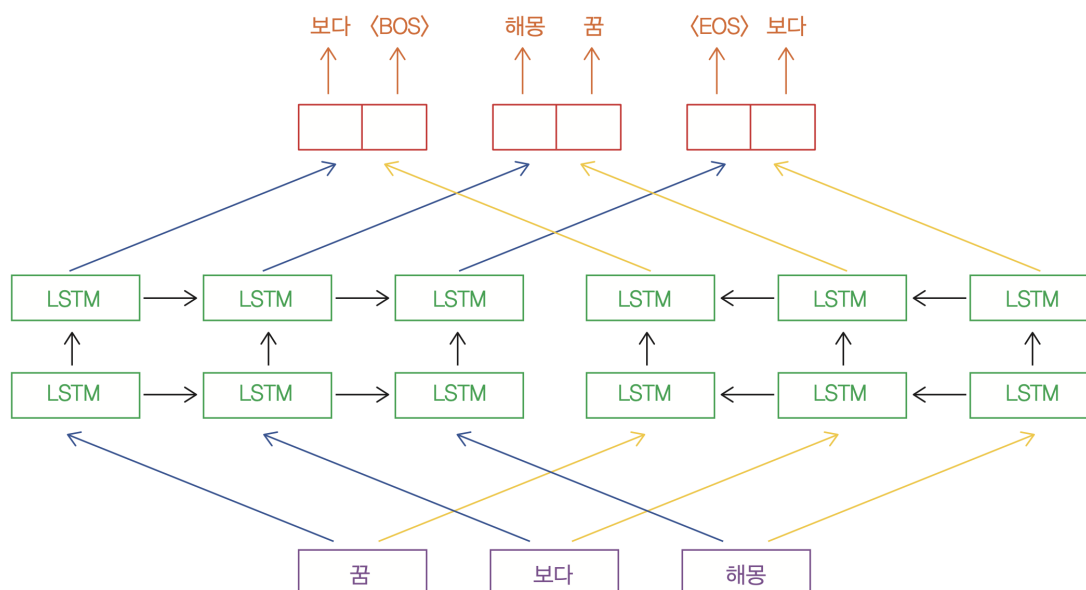 보다 〈BOS〉 해몽 꿈 〈EOS〉 보다
LSTM LSTM LSTM LSTM LSTM LSTM
LSTM LSTM LSTM LSTM LSTM LSTM
꿈 보다 해몽